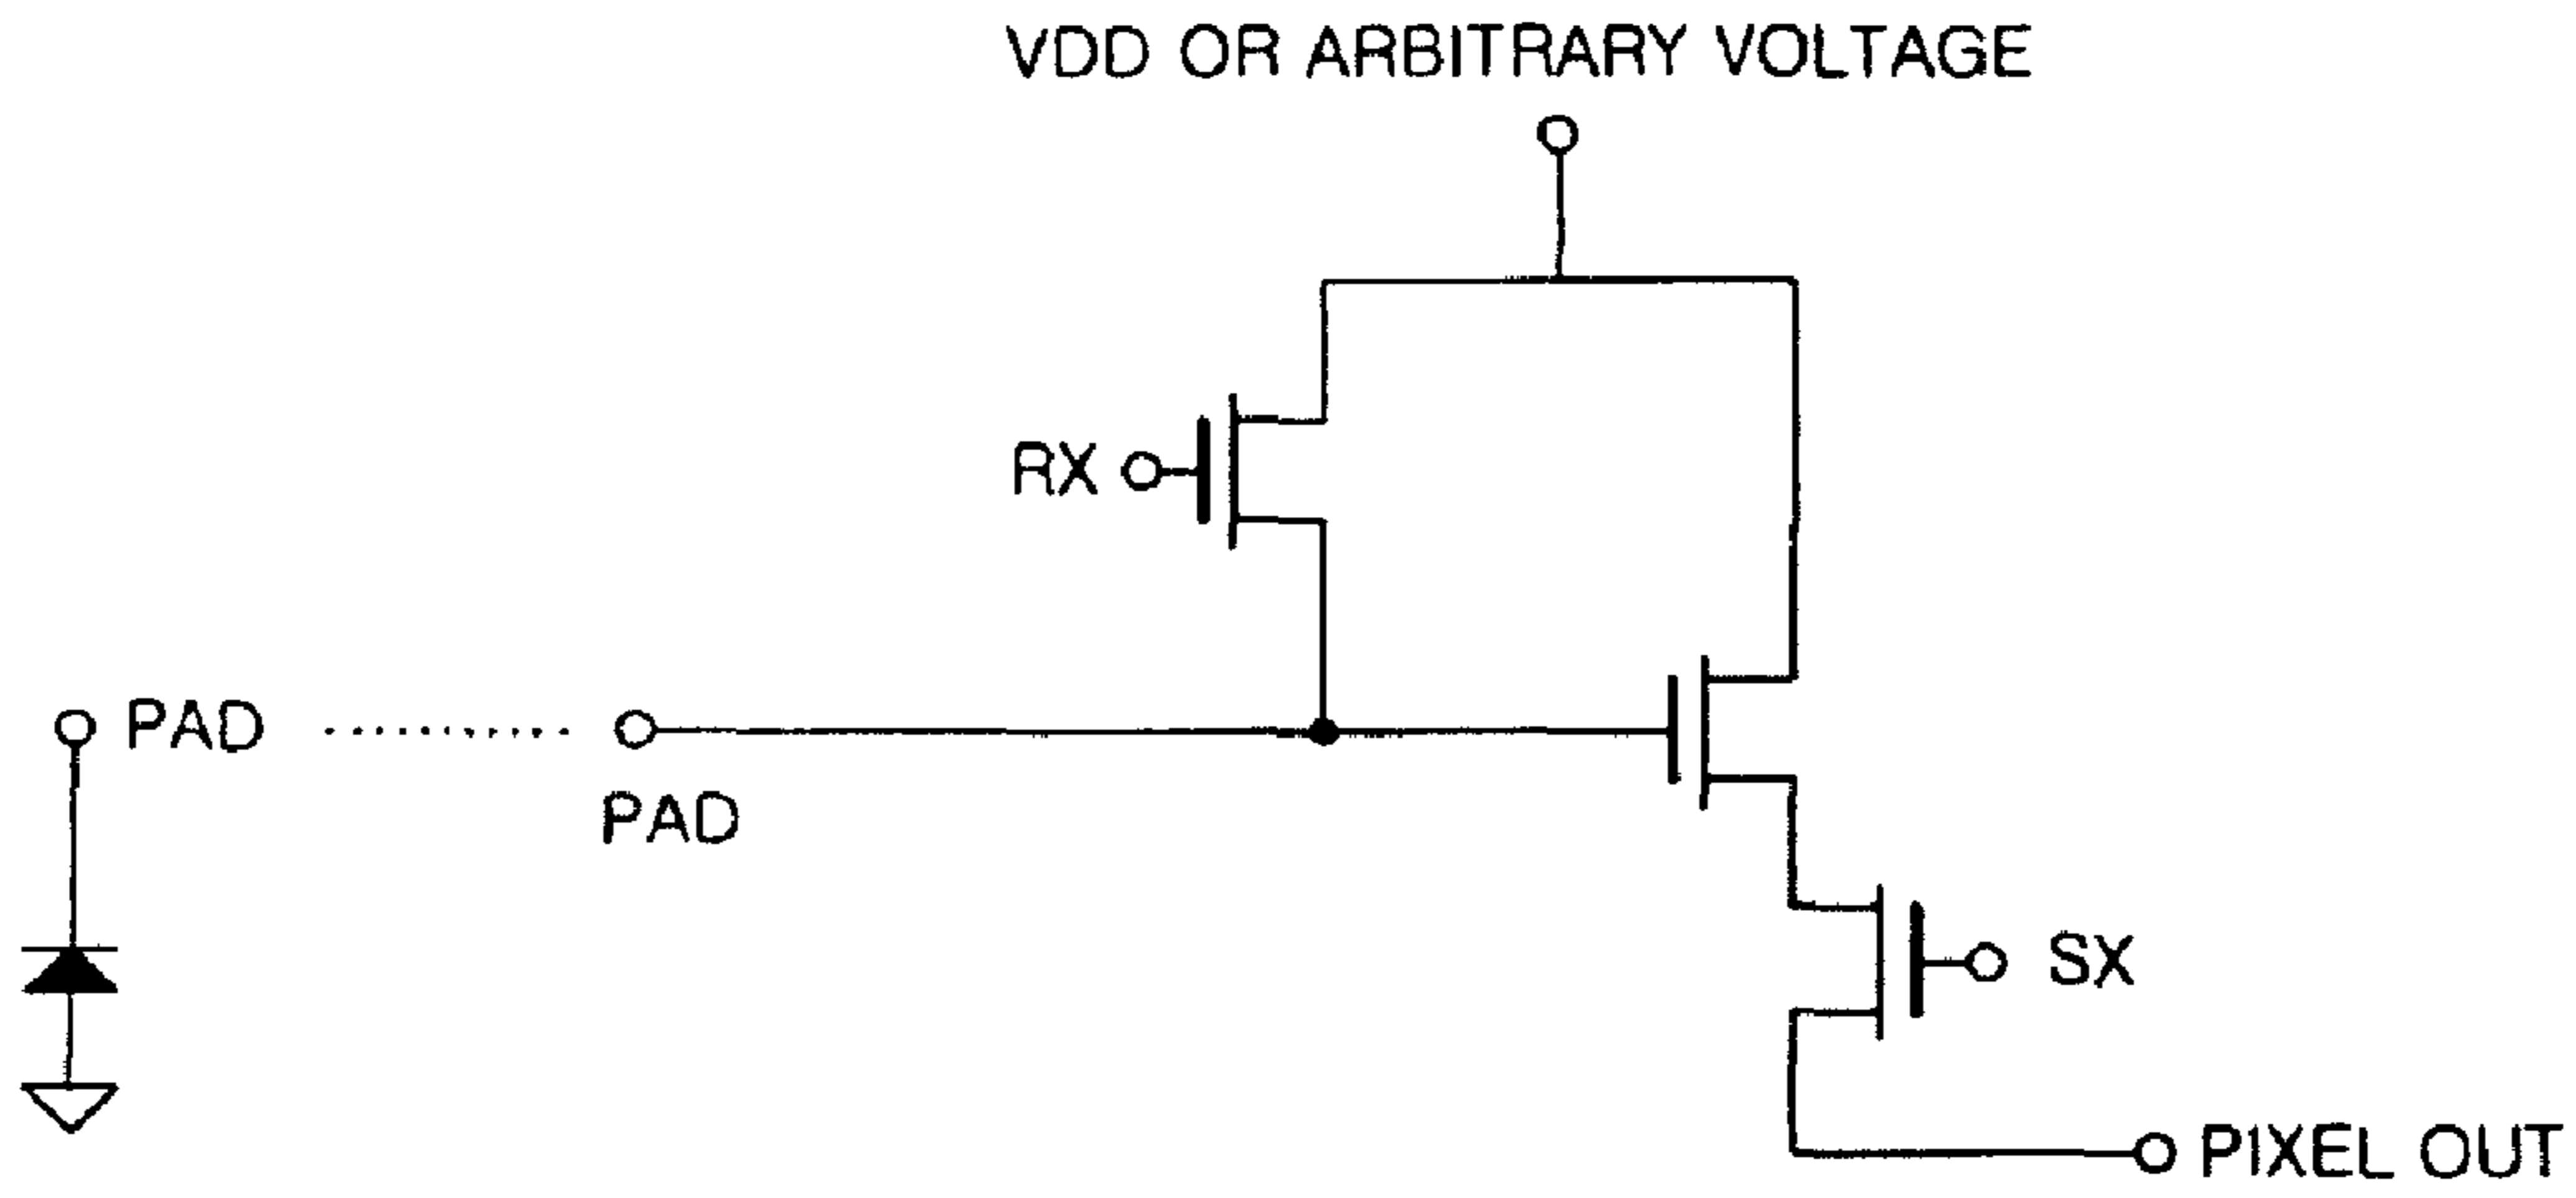 VDD OR ARBITRARY VOLTAGE
RX
PAD
PAD
SX
PIXEL OUT